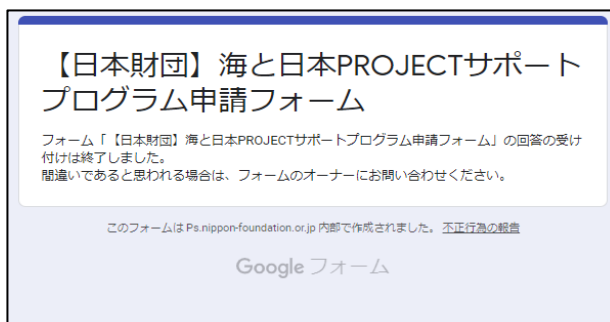 【日本財団】海と日本PROJECTサポート
プログラム申請フォーム
フォーム「【日本財団】海と日本PROJECTサポートプログラム申請フォーム」の回答の受け
付けは終了しました。
間違いであると思われる場合は、フォームのオーナーにお問い合わせください。
このフォームは Ps.nippon-foundation.or.jp 内部で作成されました。 不正行為の報告
Google フォーム